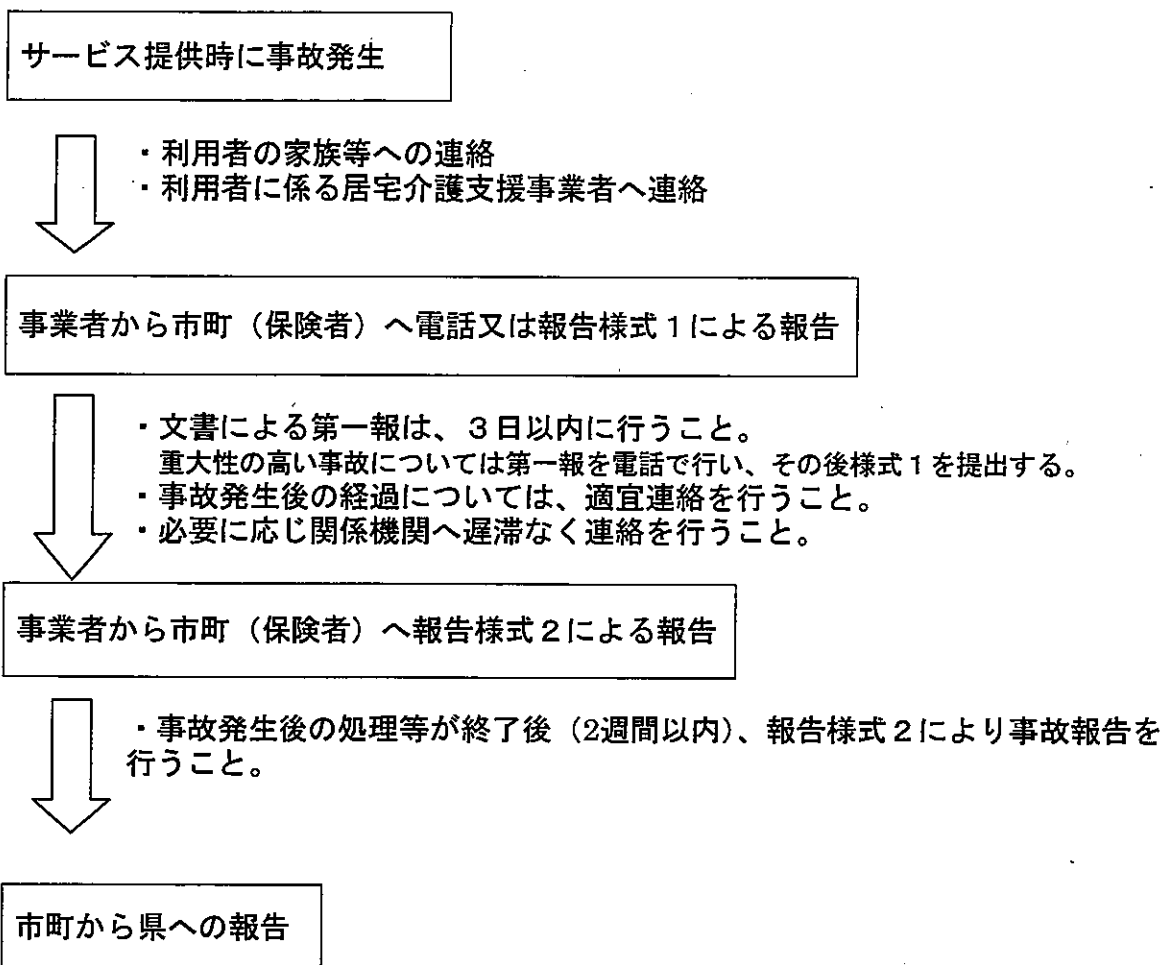 サービス提供時に事故発生
・利用者の家族等への連絡
・利用者に係る居宅介護支援事業者へ連絡
事業者から市町（保険者）へ電話又は報告様式１による報告
・文書による第一報は、３日以内に行うこと。
重大性の高い事故については第一報を電話で行い、その後様式１を提出する。
・事故発生後の経過については、適宜連絡を行うこと。
・必要に応じ関係機関へ遅滞なく連絡を行うこと。
事業者から市町（保険者）へ報告様式２による報告
・事故発生後の処理等が終了後（2週間以内）、報告様式２により事故報告を
行うこと。
市町から県への報告